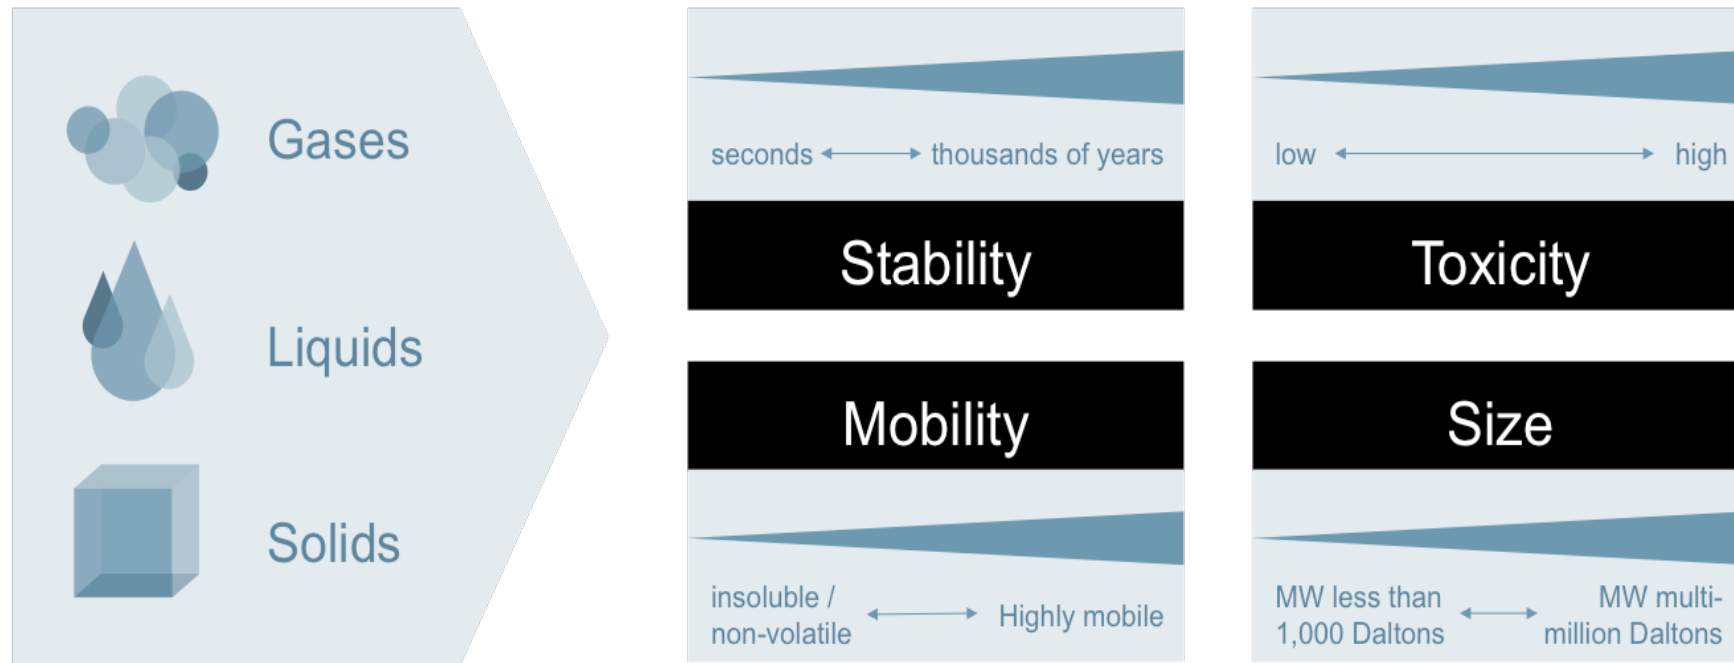 Gases
Liquids
Solids
seconds thousands of years
Stability
low high
Toxicity
Mobility
insoluble /
non-volatile
Highly mobile
Size
MW less than
1,000 Daltons
MW multi-
million Daltons